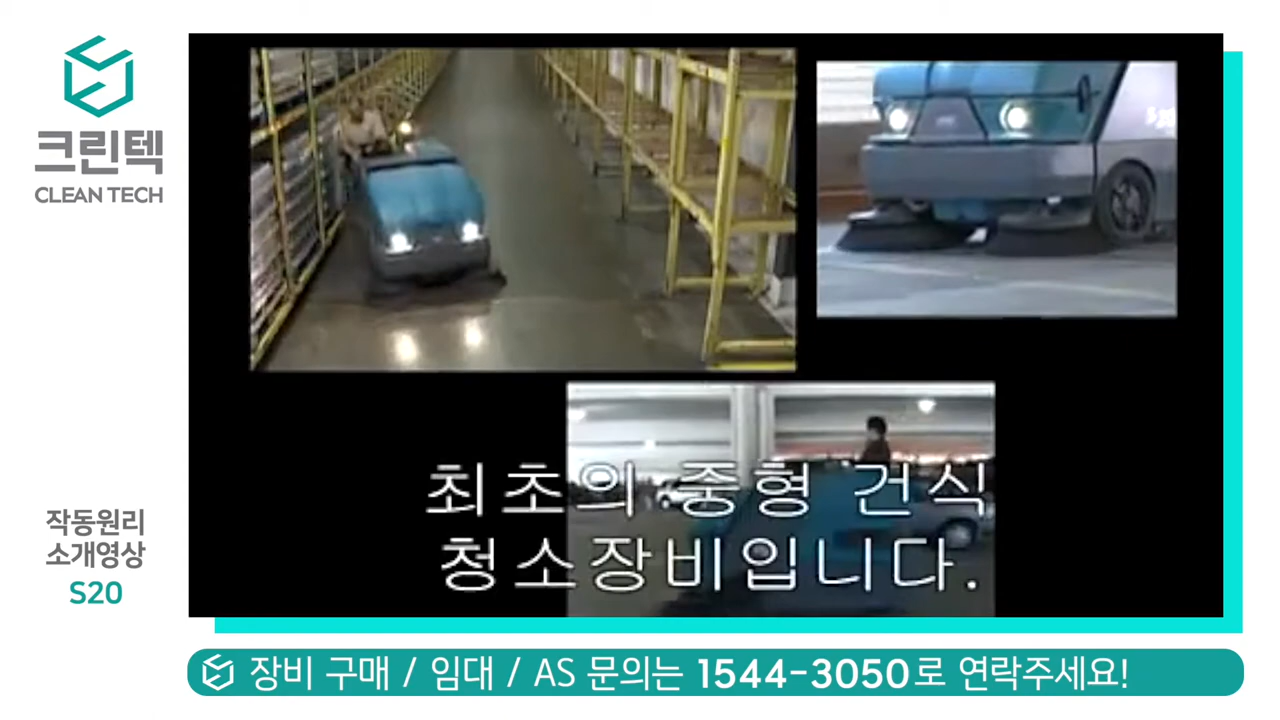 크린텍
CLEAN TECH
최초의 중형 건식
청소장비입니다.
작동원리
소개영상
S20
장비 구매 / 임대 / AS 문의는 1544-3050로 연락주세요!